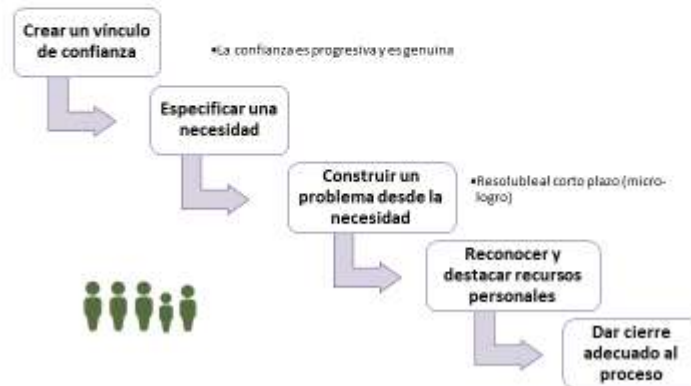 Crear un vínculo
de confianza
•La confianza es progresiva y es genuina
Especificar una
necesidad
Construir un
problema desde la
necesidad
•Resoluble al corto plazo (micro-
logro)
Reconocer y
destacar recursos
personales
Dar cierre
adecuado al
proceso